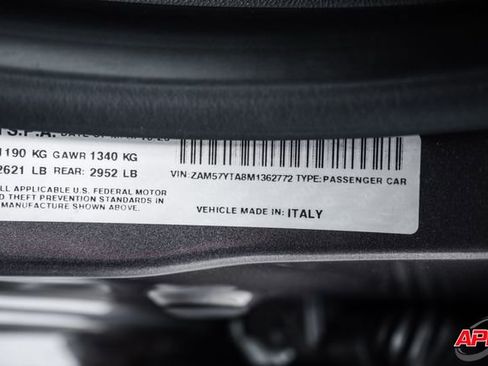 S.P.A.
1190 KG GAWR 1340 KG
2621 LB REAR: 2952 LB
ALL APPLICABLE U.S. FEDERAL MOTOR
D THEFT PREVENTION STANDARDS IN
MANUFACTURE SHOWN ABOVE.
VIN:ZAM57YTA8M1362772 TYPE:PASSENGER CAR
VEHICLE MADE IN: ITALY